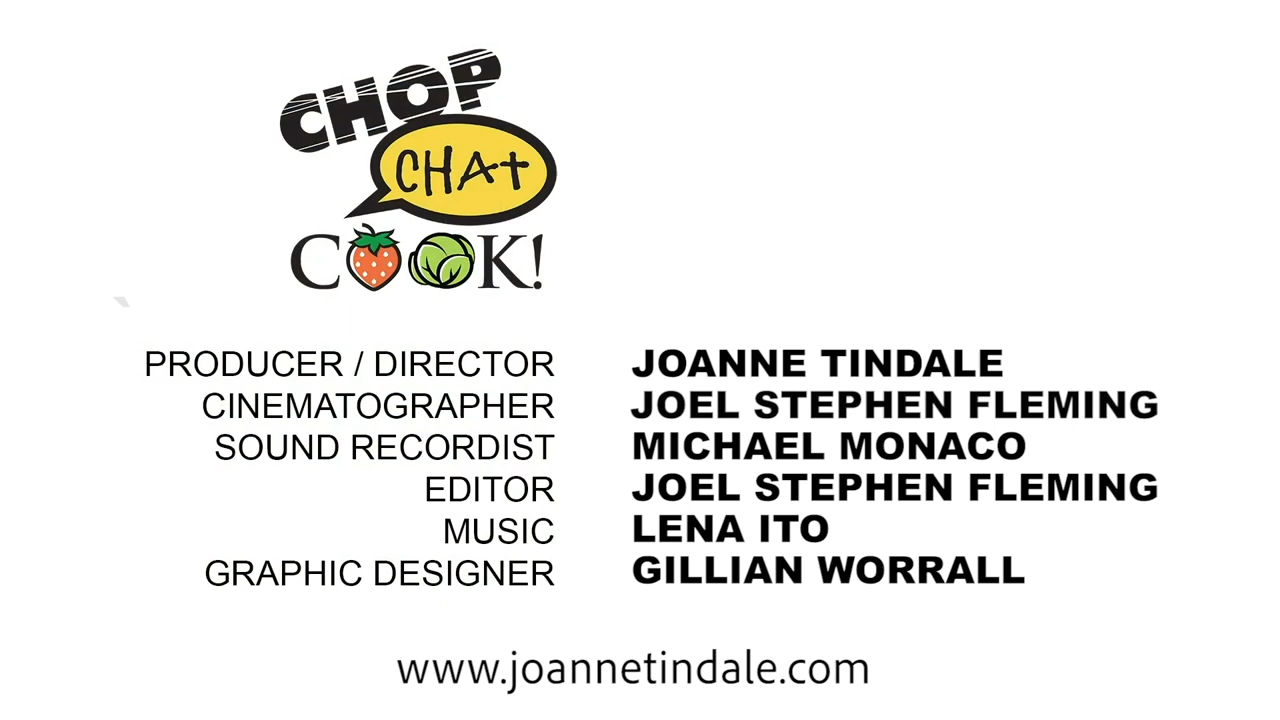 CHOP
CHAt
COOK!
PRODUCER / DIRECTOR JOANNE TINDALE
CINEMATOGRAPHER JOEL STEPHEN FLEMING
SOUND RECORDIST MICHAEL MONACO
EDITOR JOEL STEPHEN FLEMING
MUSIC LENA ITO
GRAPHIC DESIGNER GILLIAN WORRALL
www.joannetindale.com